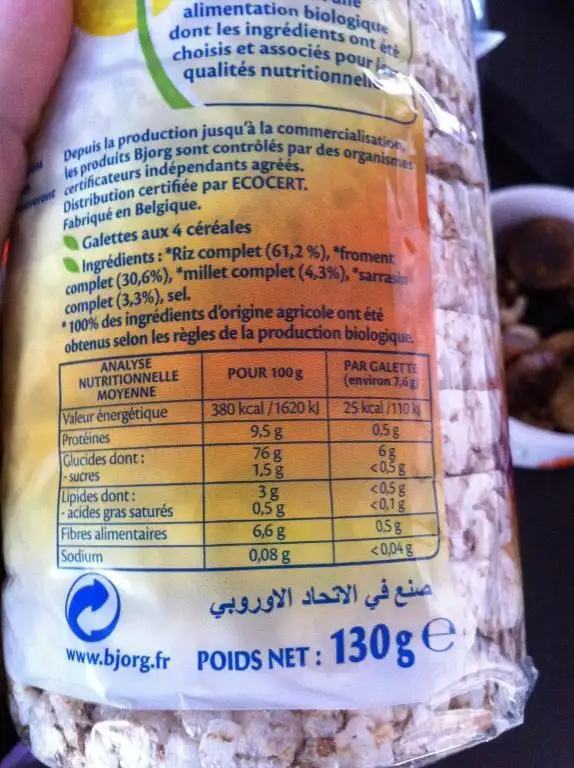 alimentation biologique
dont les ingrédients ont été
choisis et associés pour
qualités nutritionnell
Depuis la production jusqu'à la commercialisation,
les produits Bjorg sont contrôlés par des organismes
certificateurs indépendants agréés.
Distribution certifiée par ECOCERT.
Fabriqué en Belgique.
Galettes aux 4 céréales
Ingrédients : *Riz complet (61,2 %), *froment
complet (30,6%), *millet complet (4,3%), *sarrasin
complet (3,3%), sel.
*100% des ingrédients d'origine agricole ont été
obtenus selon les règles de la production biologique.
ANALYSE NUTRITIONNELLE MOYENNE POUR 100 g PAR GALETTE (environ 7,6 g)
Valeur énergétique 380 kcal / 1620 kJ 25 kcal / 110 kJ
Protéines 9,5 g 0,5 g
Glucides dont : 76 g 6 g
- sucres 1,5 g <0,5 g
Lipides dont : 3 g <0,5 g
- acides gras saturés 0,5 g <0,1 g
Fibres alimentaires 6,6 g 0,5 g
Sodium 0,08 g <0,04 g
صنع في الاتحاد الاوروبي
www.bjorg.fr POIDS NET : 130 g e